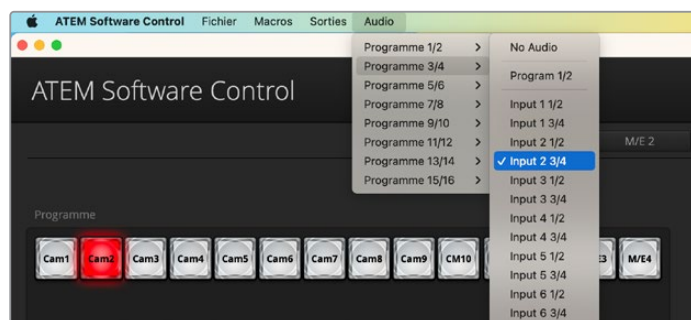 ATEM Software Control Fichier Macros Sorties Audio
Programme 1/2 >
Programme 3/4 >
Programme 5/6 >
Programme 7/8 >
Programme 9/10 >
Programme 11/12 >
Programme 13/14 >
Programme 15/16 >
No Audio
Program 1/2
Input 1 1/2
Input 1 3/4
Input 2 1/2
✓ Input 2 3/4
Input 3 1/2
Input 3 3/4
Input 4 1/2
Input 4 3/4
Input 5 1/2
Input 5 3/4
Input 6 1/2
Input 6 3/4
ATEM Software Control
M/E 2
Programme
Cam1 Cam2 Cam3 Cam4 Cam5 Cam6 Cam7 Cam8 Cam9 CM10 M/E4